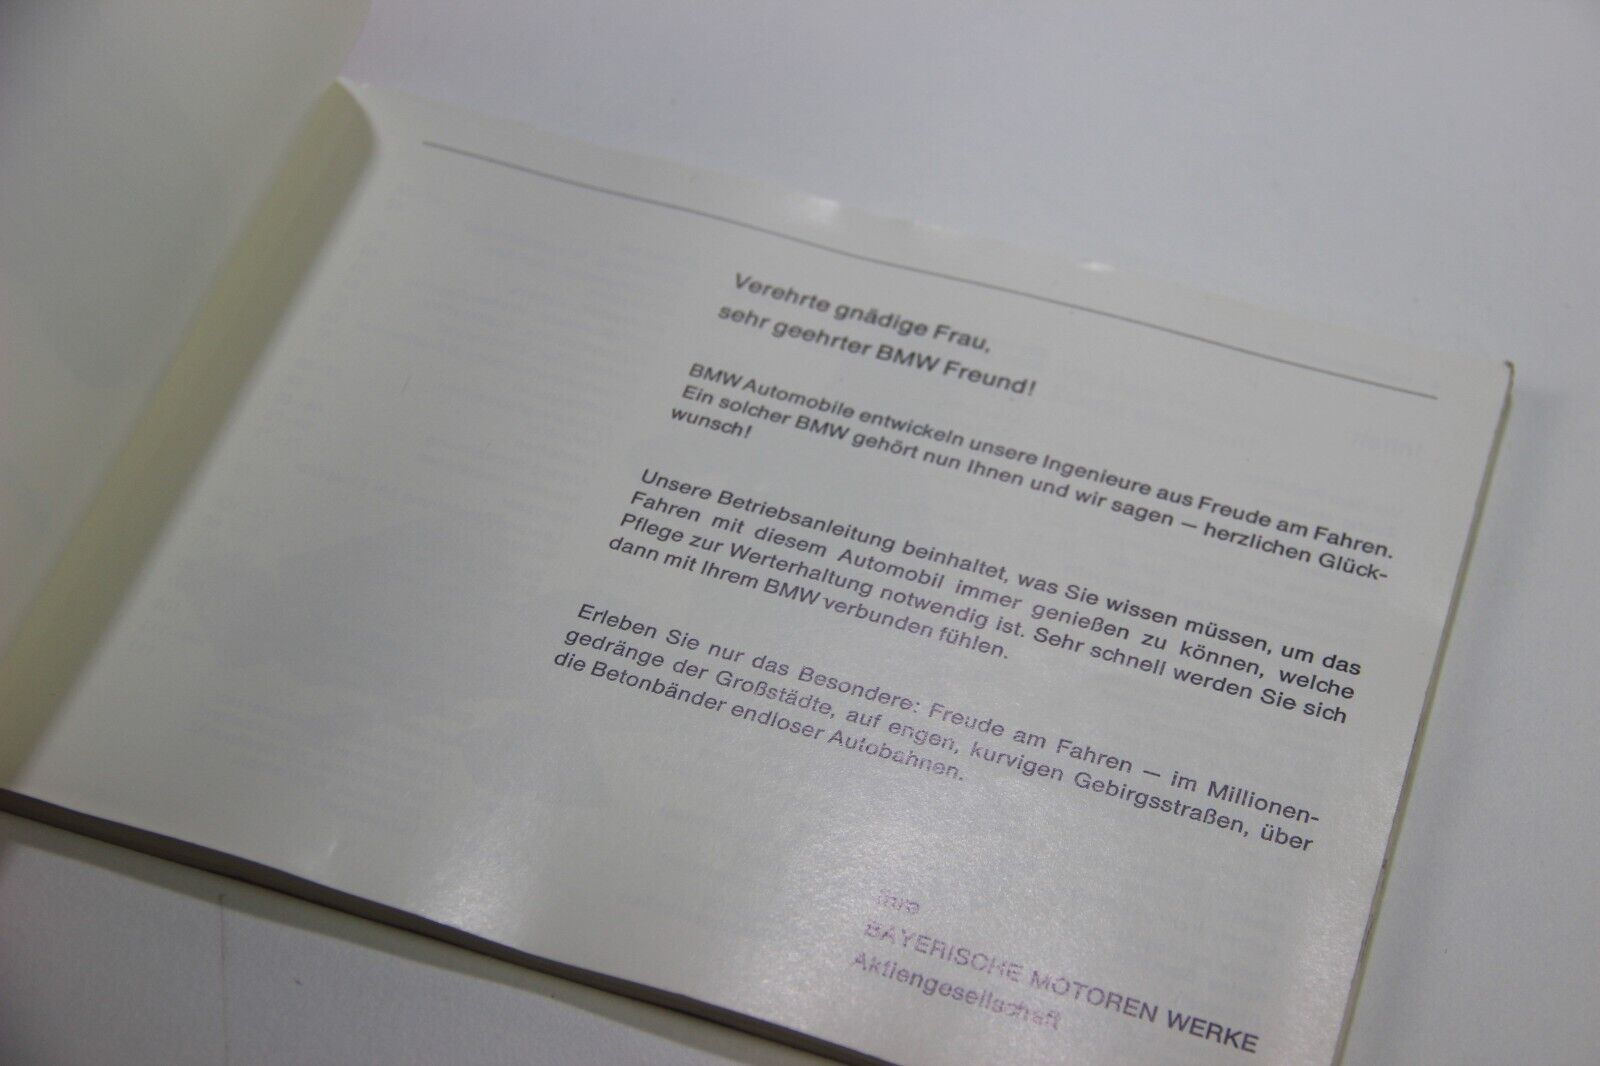 Verehrte gnädige Frau,
sehr geehrter BMW Freund!
BMW Automobile entwickeln unsere Ingenieure aus Freude am Fahren.
Ein solcher BMW gehört nun Ihnen und wir sagen — herzlichen Glück-
wunsch!
Unsere Betriebsanleitung beinhaltet, was Sie wissen müssen, um das
Fahren mit diesem Automobil immer genießen zu können, welche
Pflege zur Werterhaltung notwendig ist. Sehr schnell werden Sie sich
dann mit Ihrem BMW verbunden fühlen.
Erleben Sie nur das Besondere: Freude am Fahren — im Millionen-
gedränge der Großstädte, auf engen, kurvigen Gebirgsstraßen, über
die Betonbänder endloser Autobahnen.
Ihre
BAYERISCHE MOTOREN WERKE
Aktiengesellschaft